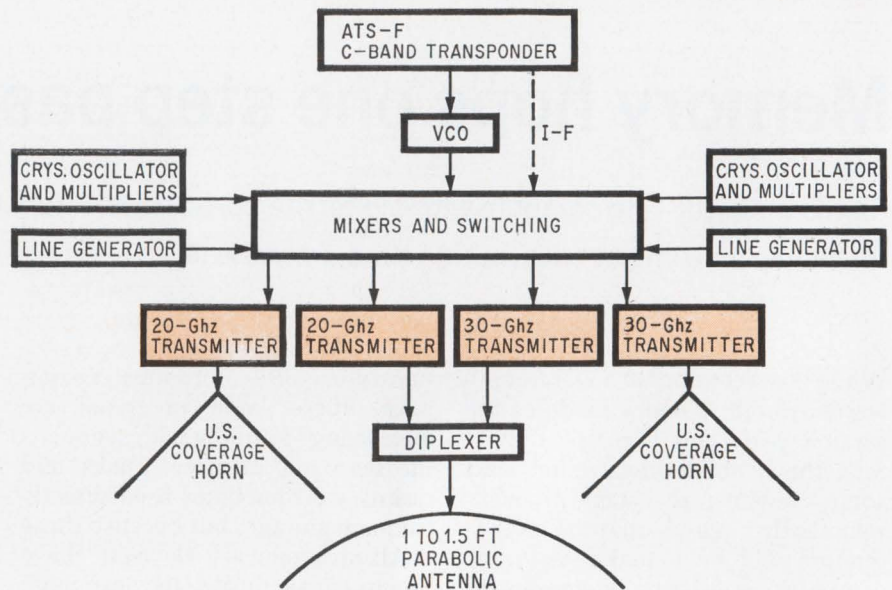 ATS-F
C-BAND TRANSPONDER
VCO
I-F
CRYS. OSCILLATOR
AND MULTIPLIERS
CRYS. OSCILLATOR
AND MULTIPLIERS
MIXERS AND SWITCHING
LINE GENERATOR
LINE GENERATOR
20-Ghz
TRANSMITTER
20-Ghz
TRANSMITTER
30-Ghz
TRANSMITTER
30-Ghz
TRANSMITTER
U.S.
COVERAGE
HORN
DIPLEXER
U.S.
COVERAGE
HORN
1 TO 1.5 FT
PARABOLIC
ANTENNA